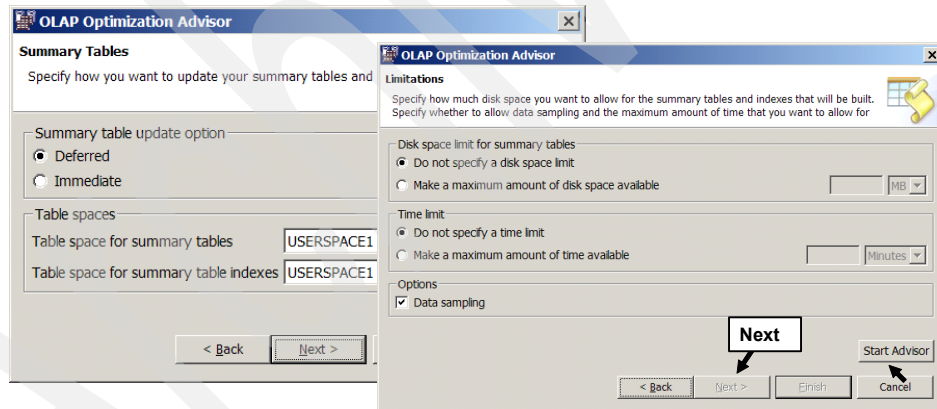 OLAP Optimization Advisor
Summary Tables
Specify how you want to update your summary tables and
Summary table update option
Deferred
Immediate
Table spaces
Table space for summary tables USERSPACE1
Table space for summary table indexes USERSPACE1
< Back Next >
OLAP Optimization Advisor
Limitations
Specify how much disk space you want to allow for the summary tables and indexes that will be built.
Specify whether to allow data sampling and the maximum amount of time that you want to allow for
Disk space limit for summary tables
Do not specify a disk space limit
Make a maximum amount of disk space available MB
Time limit
Do not specify a time limit
Make a maximum amount of time available Minutes
Options
Data sampling
Next
Start Advisor
< Back Next > Finish Cancel